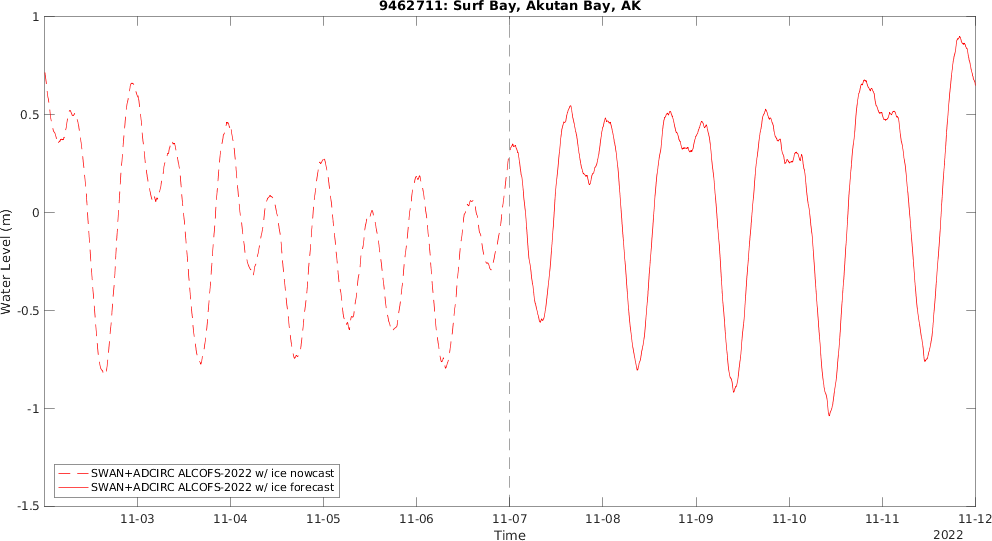 9462711: Surf Bay, Akutan Bay, AK
1
0.5
0
-0.5
-1
-1.5
Water Level (m)
SWAN+ADCIRC ALCOFS-2022 w/ ice nowcast
SWAN+ADCIRC ALCOFS-2022 w/ ice forecast
11-03 11-04 11-05 11-06 11-07 11-08 11-09 11-10 11-11 11-12
Time
2022